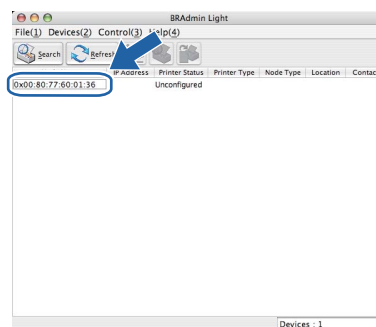 BRAdmin Light
File(1) Devices(2) Control(3) Help(4)
Search Refresh
IP Address Printer Status Printer Type Node Type Location Contac
0x00:80:77:60:01:36 Unconfigured
Devices : 1